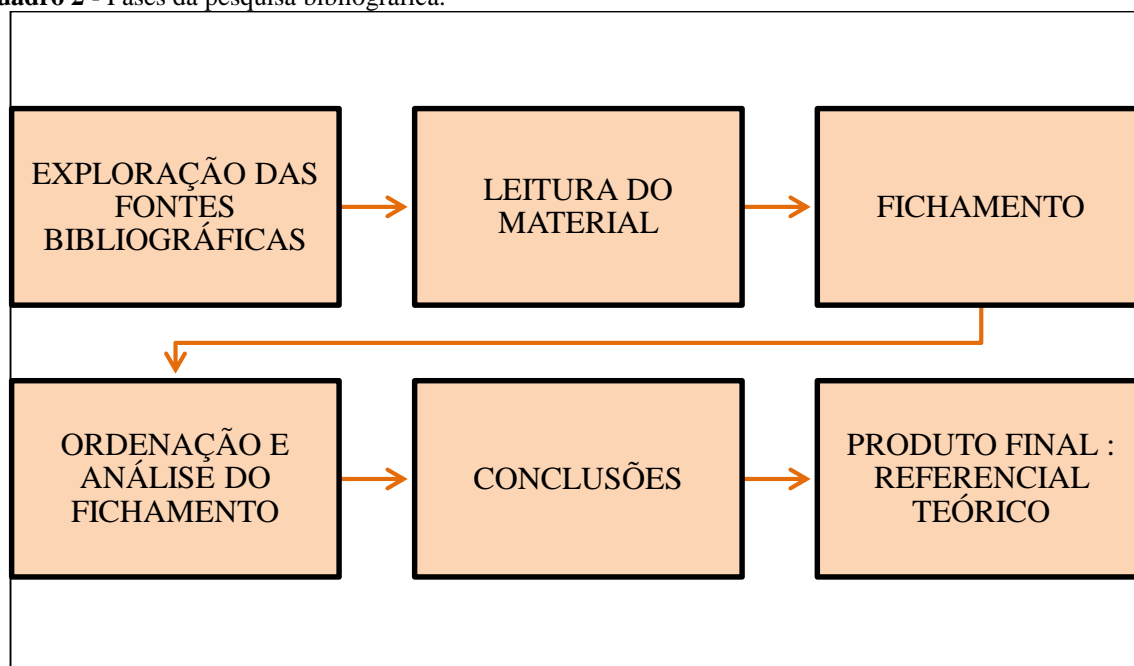 uadro 2 - Fases da pesquisa bibliográfica.
EXPLORAÇÃO DAS
FONTES
BIBLIOGRÁFICAS
LEITURA DO
MATERIAL
FICHAMENTO
ORDENAÇÃO E
ANÁLISE DO
FICHAMENTO
CONCLUSÕES
PRODUTO FINAL :
REFERENCIAL
TEÓRICO